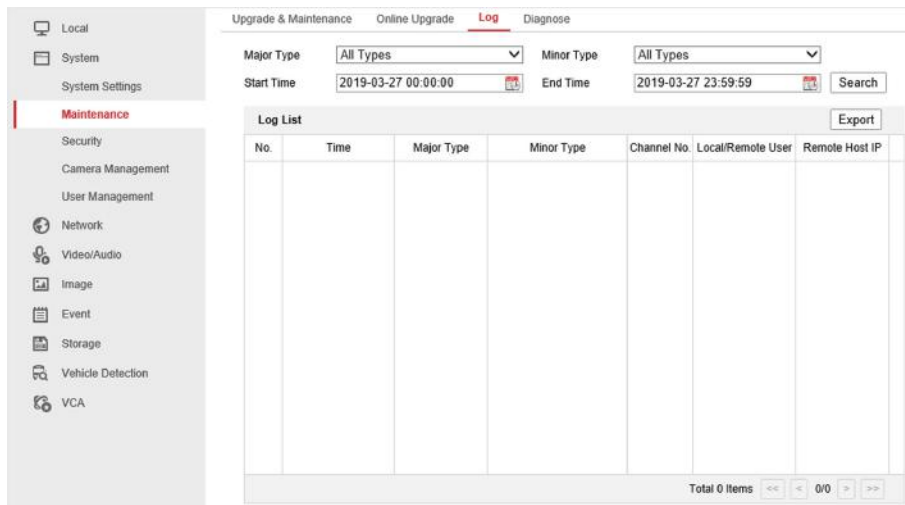 Local
System
System Settings
Maintenance
Security
Camera Management
User Management
Network
Video/Audio
Image
Event
Storage
Vehicle Detection
VCA
Upgrade & Maintenance Online Upgrade Log Diagnose
Major Type All Types Minor Type All Types
Start Time 2019-03-27 00:00:00 End Time 2019-03-27 23:59:59 Search
Log List Export
No. Time Major Type Minor Type Channel No. Local/Remote User Remote Host IP
Total 0 Items << < 0/0 > >>